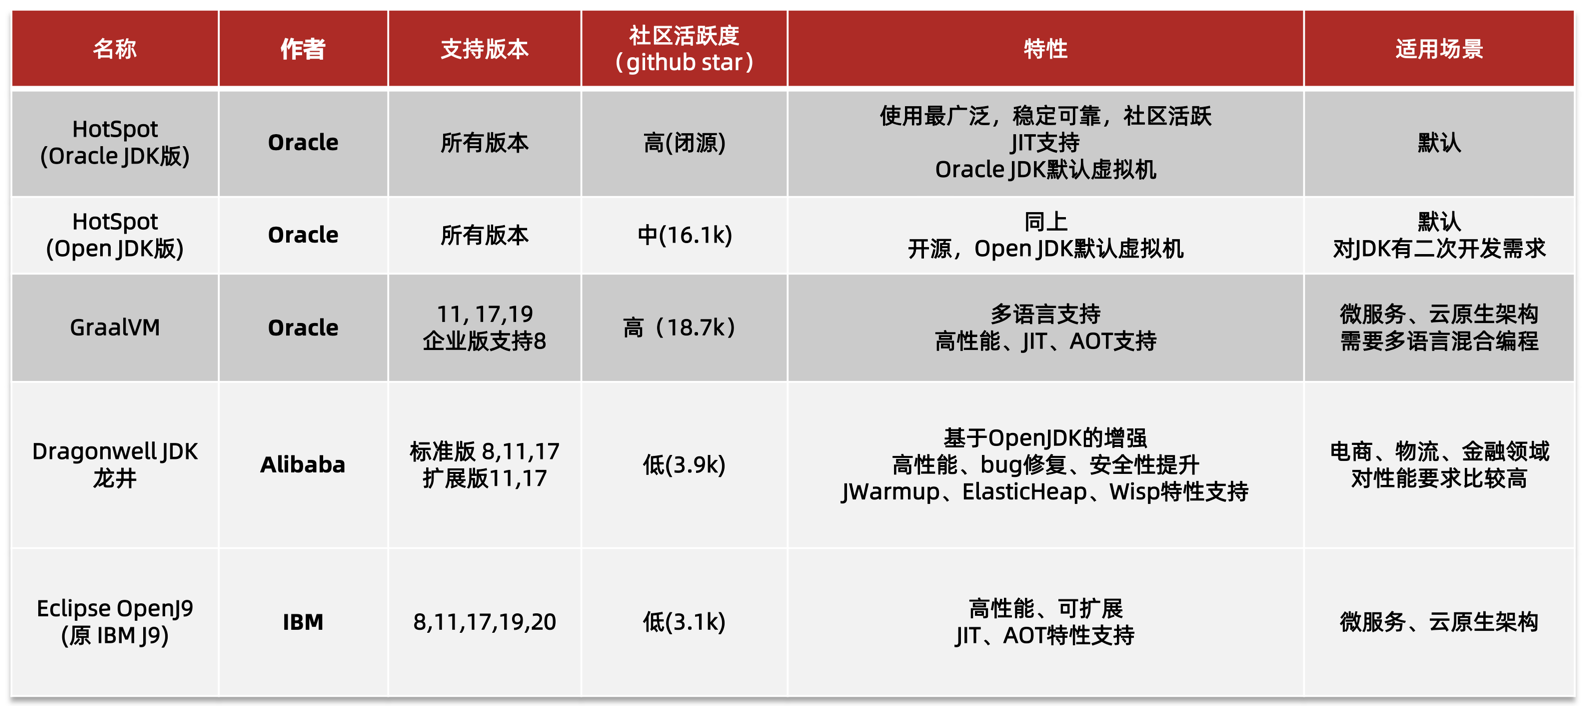 名称
作者
支持版本
社区活跃度
（github star）
特性
适用场景
HotSpot
(Oracle JDK版)
Oracle
所有版本
高(闭源)
使用最广泛，稳定可靠，社区活跃
JIT支持
Oracle JDK默认虚拟机
默认
HotSpot
(Open JDK版)
Oracle
所有版本
中(16.1k)
同上
开源，Open JDK默认虚拟机
默认
对JDK有二次开发需求
GraalVM
Oracle
11, 17,19
企业版支持8
高（18.7k）
多语言支持
高性能、JIT、AOT支持
微服务、云原生架构
需要多语言混合编程
Dragonwell JDK
龙井
Alibaba
标准版 8,11,17
扩展版11,17
低(3.9k)
基于OpenJDK的增强
高性能、bug修复、安全性提升
JWarmup、ElasticHeap、Wisp特性支持
电商、物流、金融领域
对性能要求比较高
Eclipse OpenJ9
(原 IBM J9)
IBM
8,11,17,19,20
低(3.1k)
高性能、可扩展
JIT、AOT特性支持
微服务、云原生架构